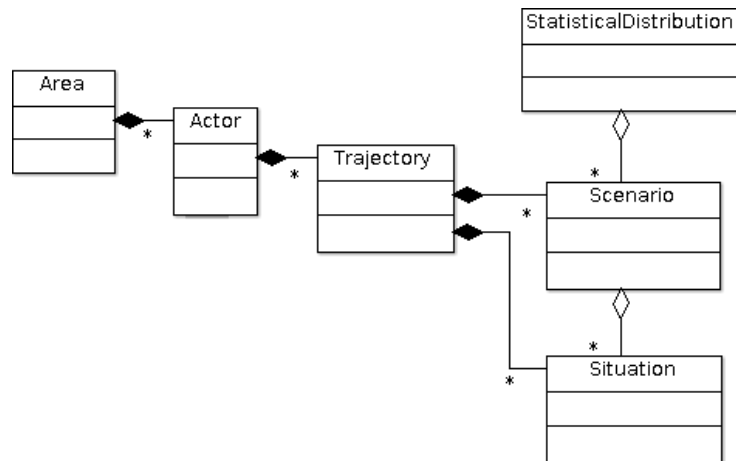 StatisticalDistribution
Area
*
Actor
*
Trajectory
*
Scenario
*
*
Situation
*